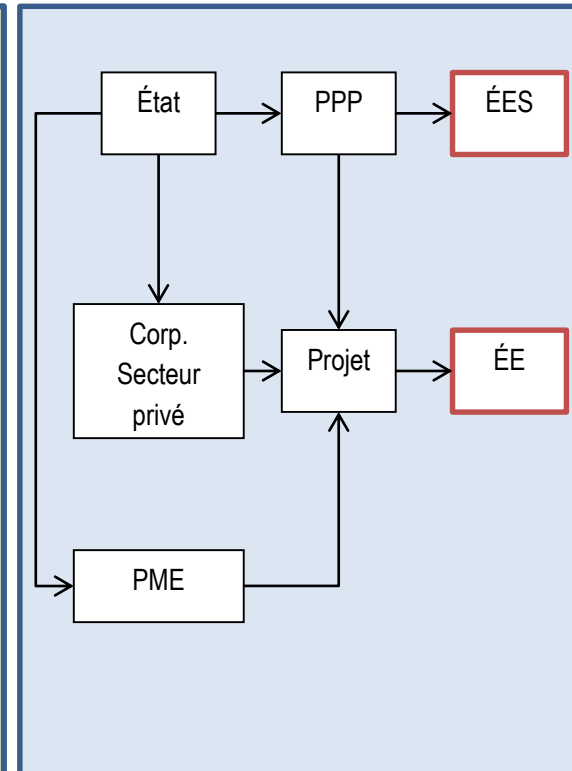 État
PPP
ÉES
Corp.
Secteur
privé
Projet
ÉE
PME